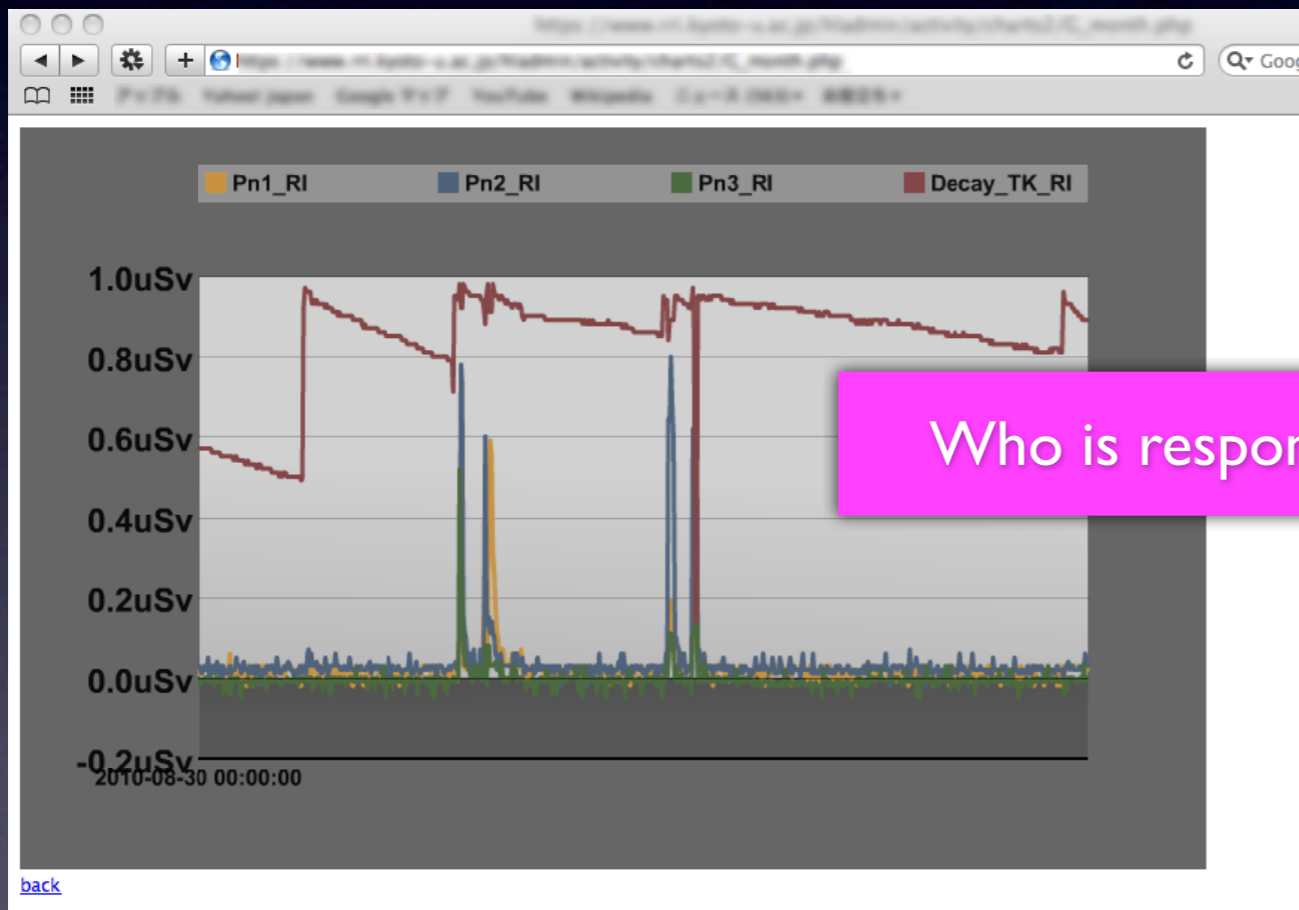 Goog
Pn1_RI Pn2_RI Pn3_RI Decay_TK_RI
1.0uSv
0.8uSv
0.6uSv
Who is respon
0.4uSv
0.2uSv
0.0uSv
-0.2uSv
2010-08-30 00:00:00
back